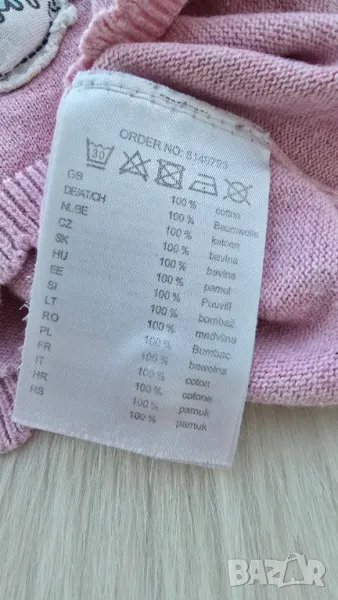 ORDER NO: 8149793
30
GB 100 % cotton
DE/AT/CH 100 % Baumwolle
NL/BE 100 % katoen
CZ 100 % bavlna
SK 100 % bavlna
HU 100 % pamut
EE 100 % Puuvill
SI 100 % bombaž
LT 100 % medvilnė
RO 100 % Bumbac
PL 100 % bawełna
FR 100 % coton
IT 100 % cotone
HR 100 % pamuk
RS 100 % pamuk
BAZAR